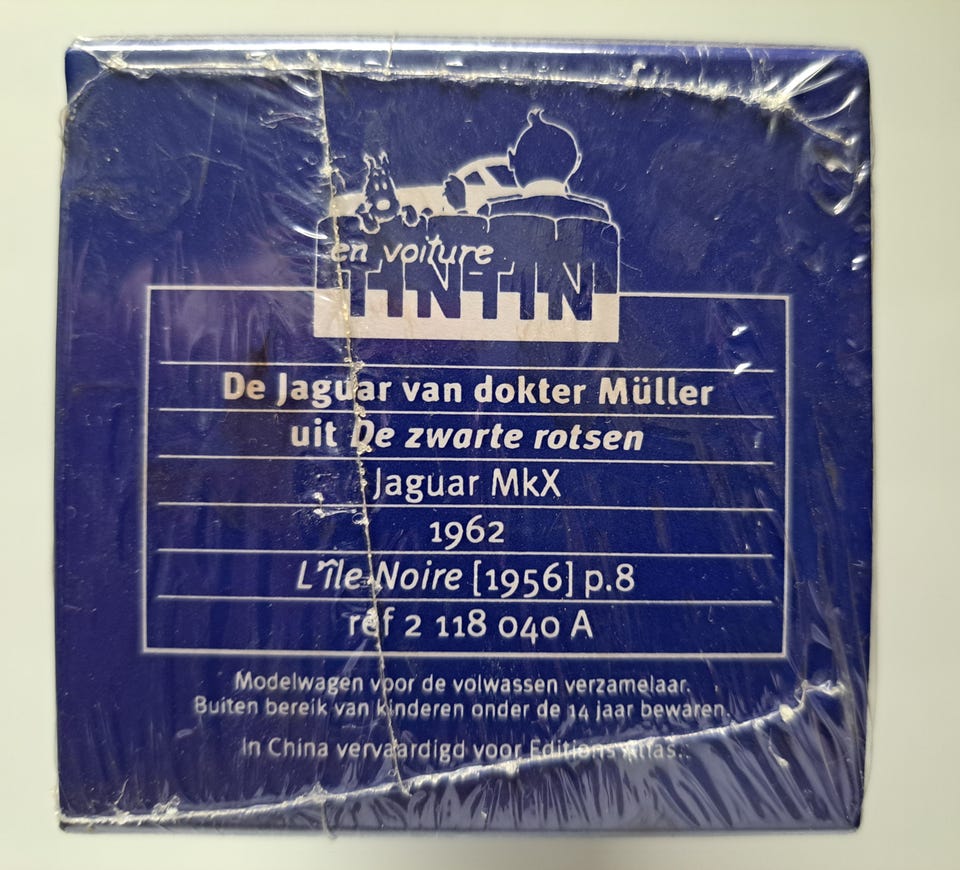 en voiture
TINTIN
De Jaguar van dokter Müller
uit De zwarte rotsen
Jaguar MkX
1962
L'Île Noire [1956] p.8
réf 2 118 040 A
Modelwagen voor de volwassen verzamelaar.
Buiten bereik van kinderen onder de 14 jaar bewaren.
In China vervaardigd voor Editions Atlas.